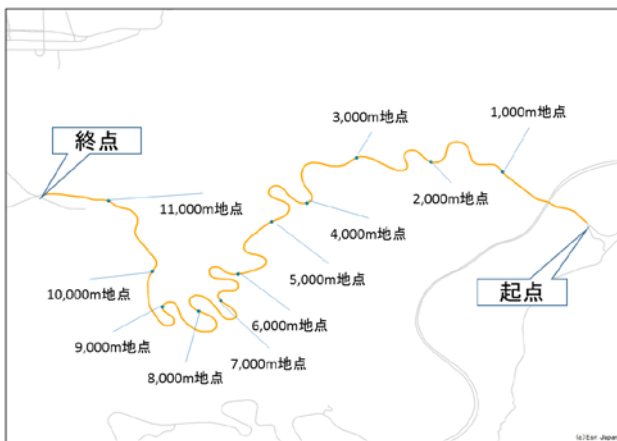 3,000m地点
1,000m地点
終点
2,000m地点
11,000m地点
4,000m地点
5,000m地点
起点
10,000m地点
6,000m地点
9,000m地点
7,000m地点
8,000m地点
(c)Esri Japan